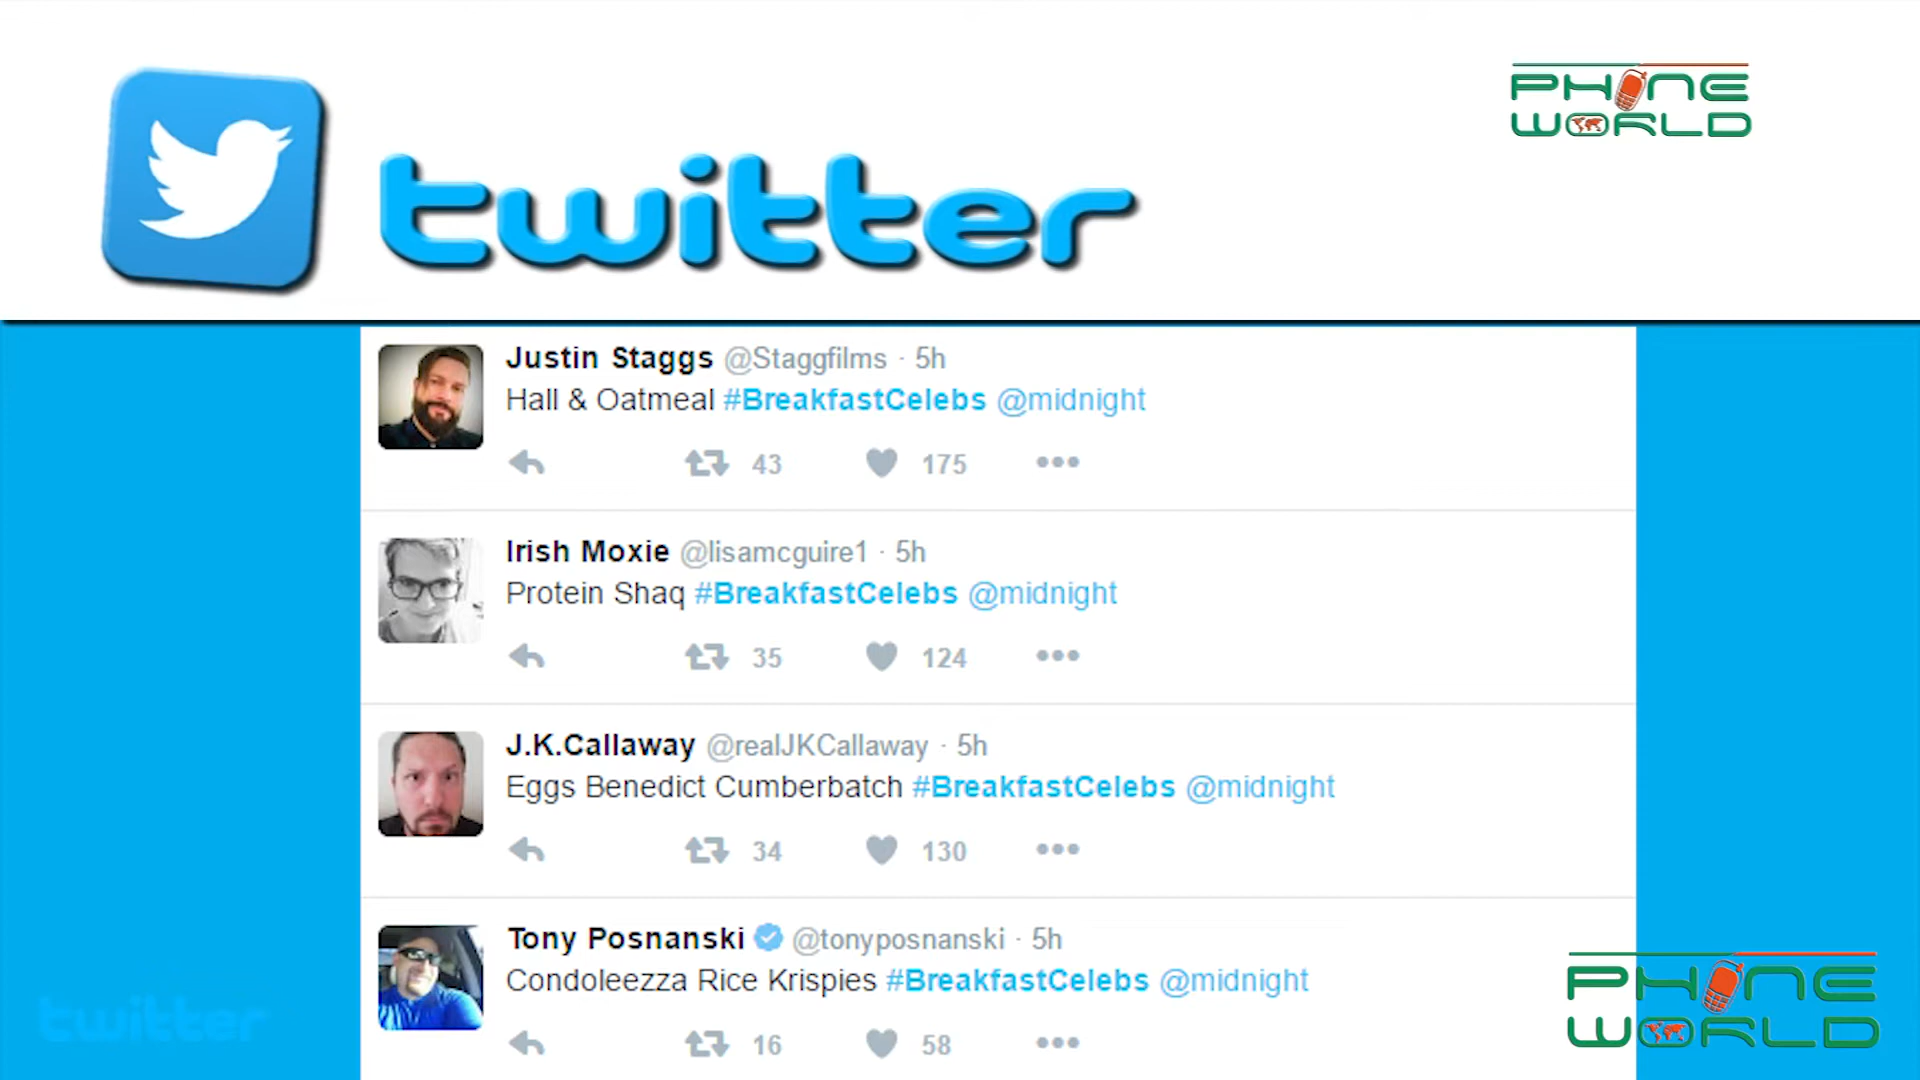 PHONE
WORLD
twitter
Justin Staggs @Staggfilms · 5h
Hall & Oatmeal #BreakfastCelebs @midnight
43 175
Irish Moxie @lisamcguire1 · 5h
Protein Shaq #BreakfastCelebs @midnight
35 124
J.K.Callaway @realJKCallaway · 5h
Eggs Benedict Cumberbatch #BreakfastCelebs @midnight
34 130
Tony Posnanski @tonyposnanski · 5h
Condoleezza Rice Krispies #BreakfastCelebs @midnight
16 58
twitter
PHONE
WORLD